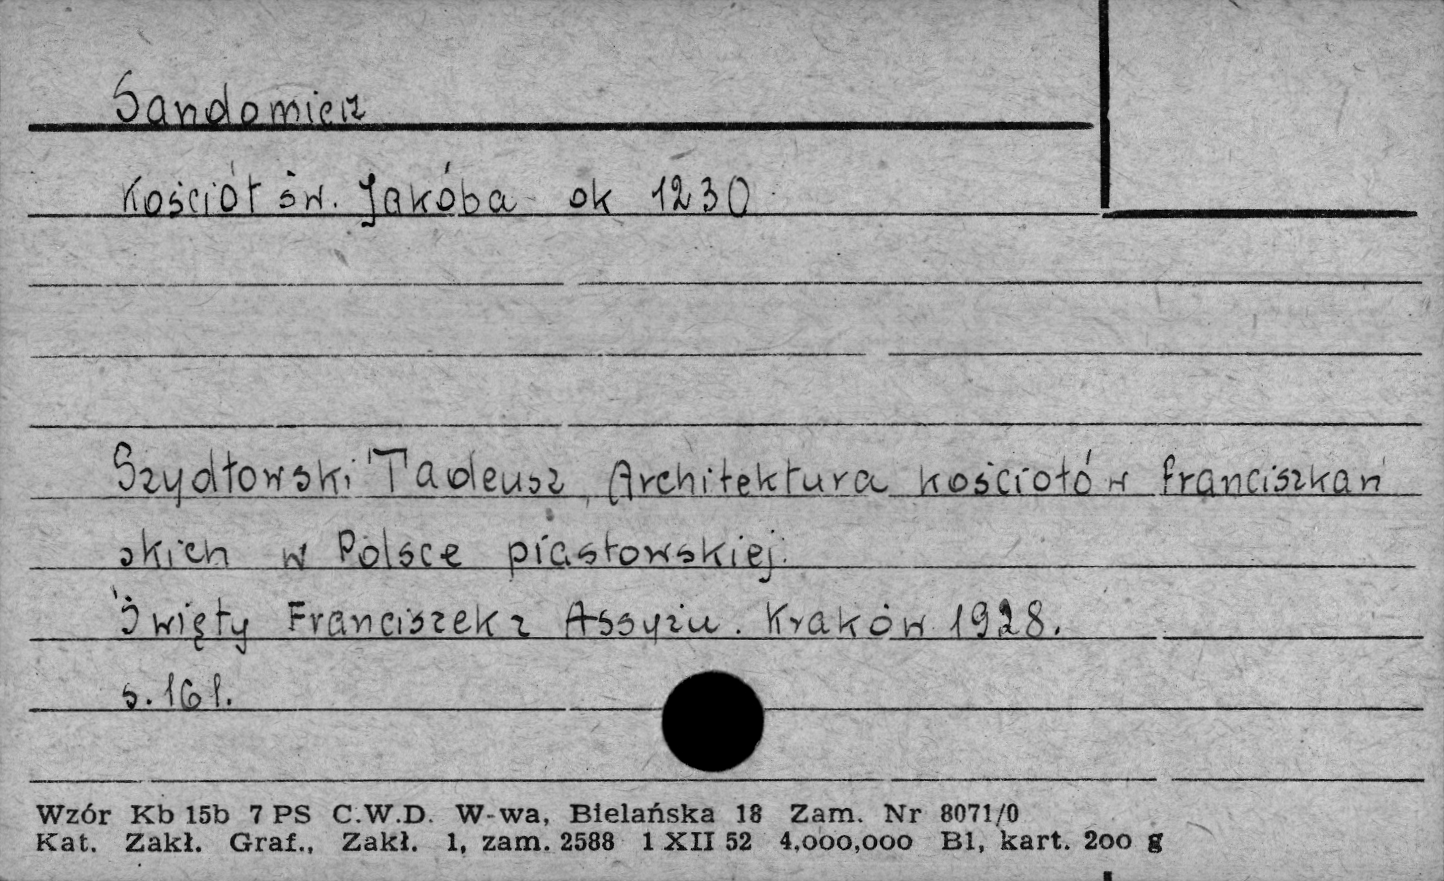 Sandomierz
Kościół św. Jakóba ok 1230
Szydłowski Tadeusz, Architektura kościołów franciszkań
skich w Polsce piastowskiej.
Święty Franciszek z Assyżu. Kraków 1928.
s. 161.
Wzór Kb 15b 7 PS C.W.D. W-wa, Bielańska 18 Zam. Nr 8071/0
Kat. Zakł. Graf., Zakł. 1, zam. 2588 1 XII 52 4,000,000 B1, kart. 200 g